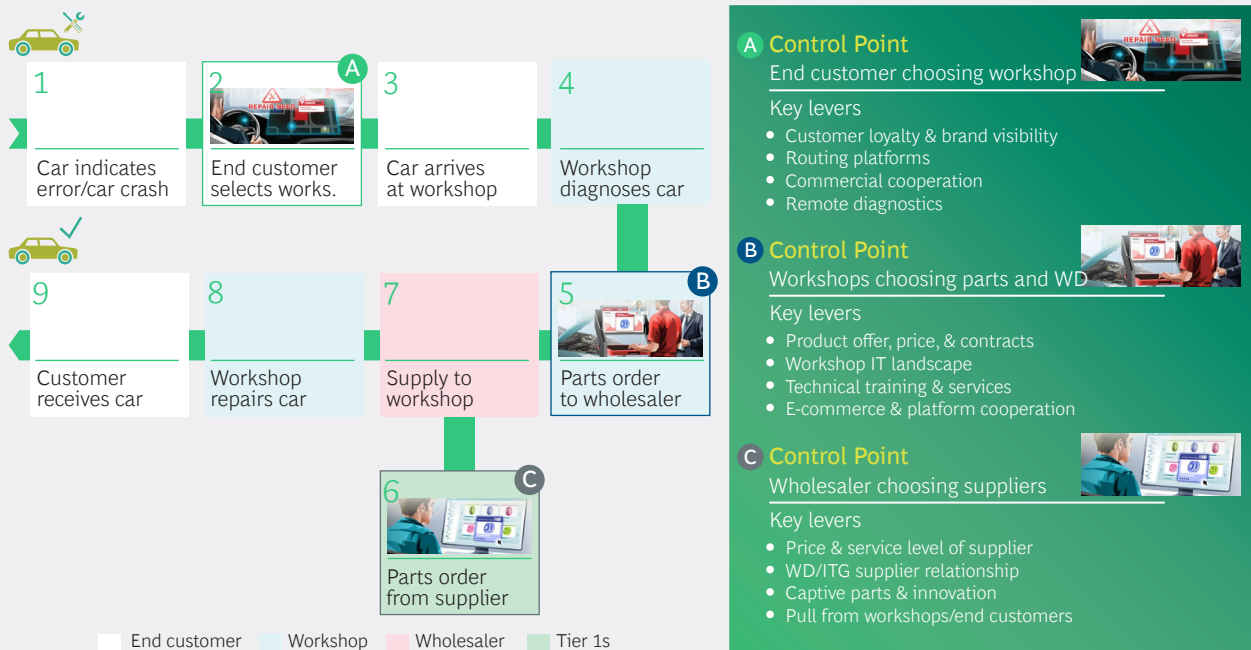 1
Car indicates
error/car crash
2
A
REPAIR NEED
End customer
selects works.
3
Car arrives
at workshop
4
Workshop
diagnoses car
9
Customer
receives car
8
Workshop
repairs car
7
Supply to
workshop
5
B
Parts order
to wholesaler
6
C
Parts order
from supplier
End customer
Workshop
Wholesaler
Tier 1s
A Control Point
REPAIR NEED
End customer choosing workshop
Key levers
• Customer loyalty & brand visibility
• Routing platforms
• Commercial cooperation
• Remote diagnostics
B Control Point
Workshops choosing parts and WD
Key levers
• Product offer, price, & contracts
• Workshop IT landscape
• Technical training & services
• E-commerce & platform cooperation
C Control Point
Wholesaler choosing suppliers
Key levers
• Price & service level of supplier
• WD/ITG supplier relationship
• Captive parts & innovation
• Pull from workshops/end customers